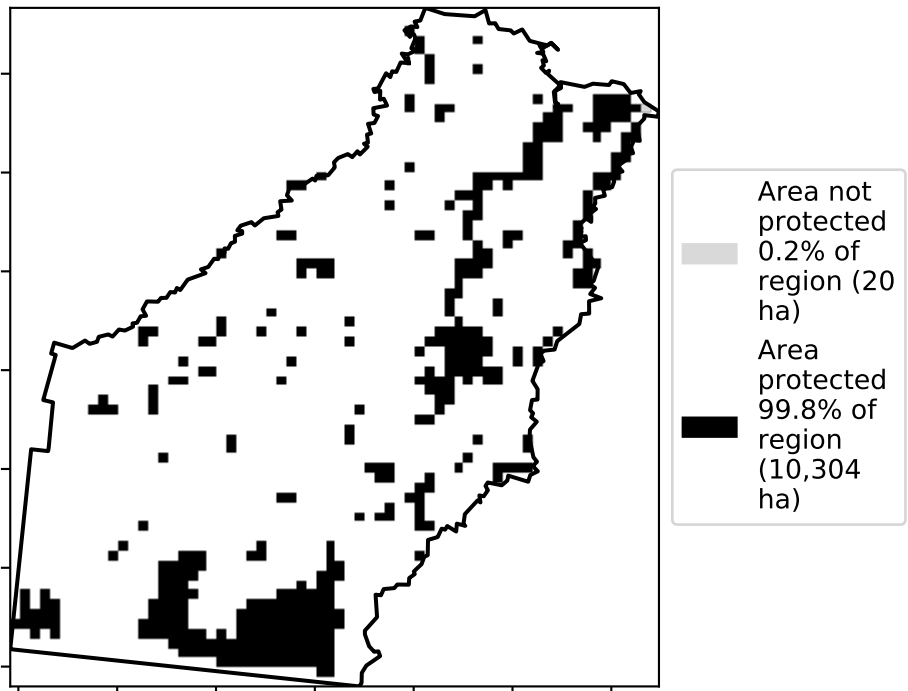 Area not
protected
0.2% of
region (20
ha)
Area
protected
99.8% of
region
(10,304
ha)